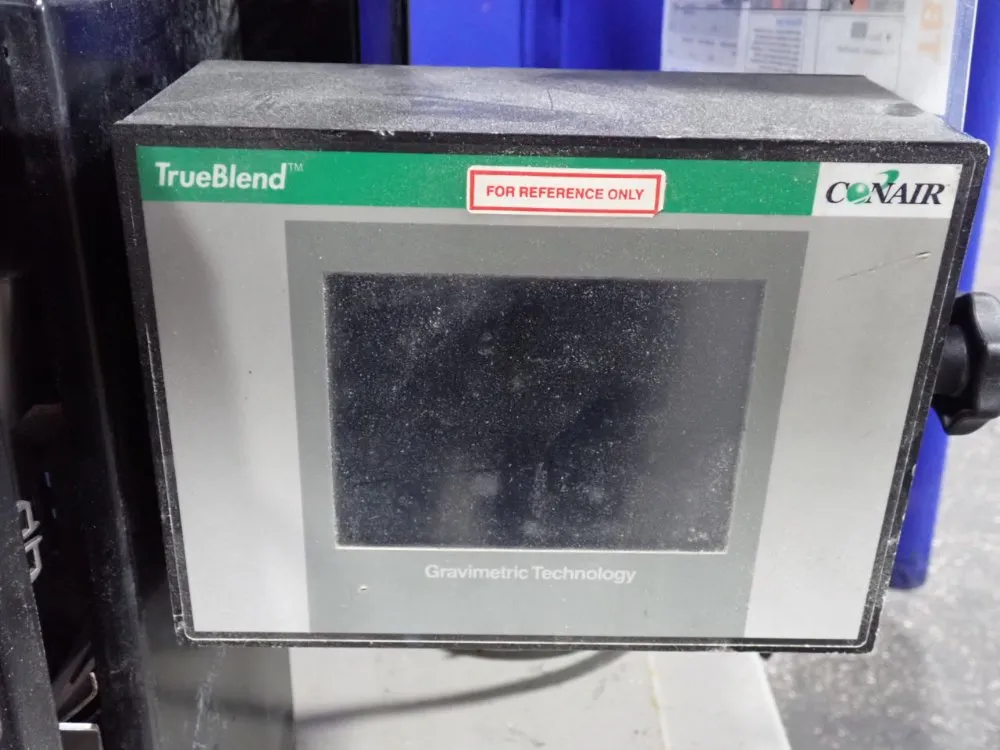 TrueBlend™
FOR REFERENCE ONLY
CONAIR
Gravimetric Technology